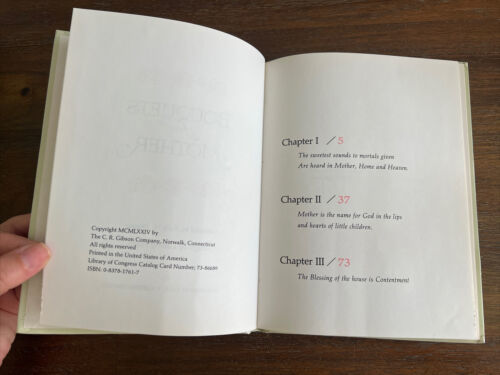 BOUQUETS
MOTHER
Copyright MCMLXXIV by
The C. R. Gibson Company, Norwalk, Connecticut
All rights reserved
Printed in the United States of America
Library of Congress Catalog Card Number:
ISBN: 0-8378-1761-7
Chapter I / 5
The sweetest sounds to mortals given
Are heard in Mother, Home and Heaven.
Chapter II / 37
Mother is the name for God in the lips
and hearts of little children.
Chapter III / 73
The Blessing of the house is Contentment